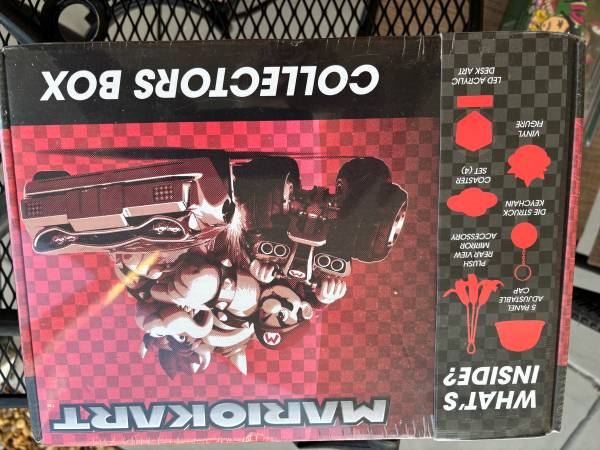 MARIOKART
TM
COLLECTORS BOX
WHAT'S
INSIDE?
5 PANEL
ADJUSTABLE
CAP
PLUSH
REAR VIEW
MIRROR
ACCESSORY
DIE STRUCK
KEYCHAIN
COASTER
SET (4)
VINYL
FIGURE
LED ACRYLIC
DESK ART